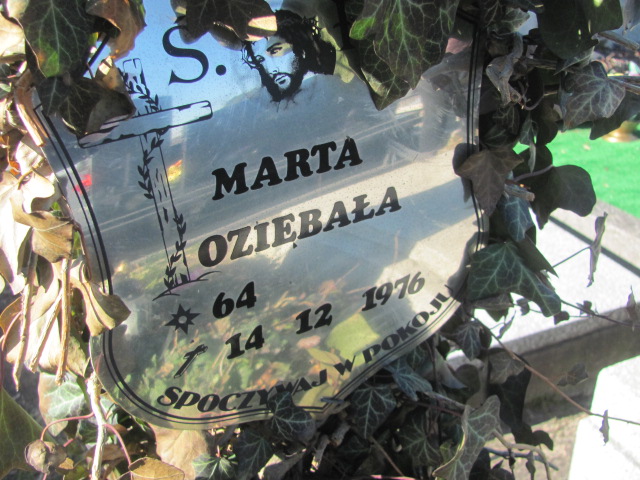 S.
MARTA
OZIĘBAŁA
64
14 12 1976
SPOCZYWAJ W POKOJU